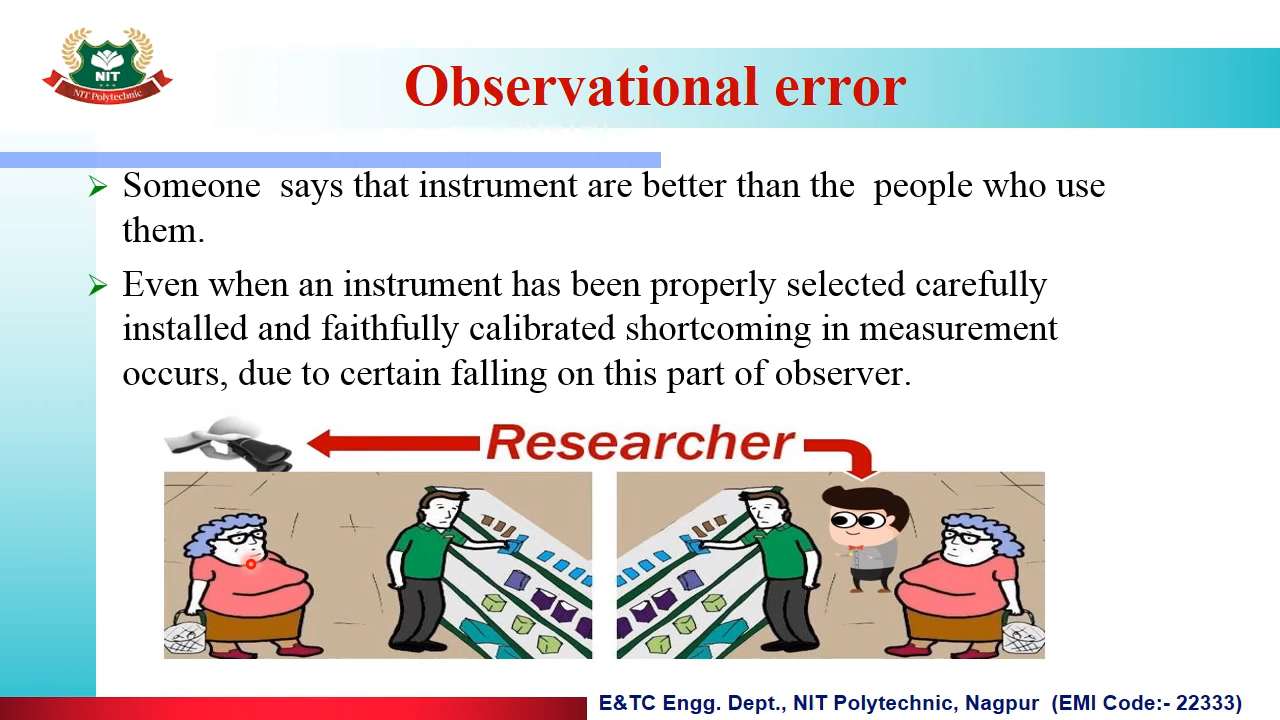 NIT
NIT Polytechnic
Observational error
Someone says that instrument are better than the people who use
them.
Even when an instrument has been properly selected carefully
installed and faithfully calibrated shortcoming in measurement
occurs, due to certain falling on this part of observer.
Researcher
E&TC Engg. Dept., NIT Polytechnic, Nagpur (EMI Code:- 22333)